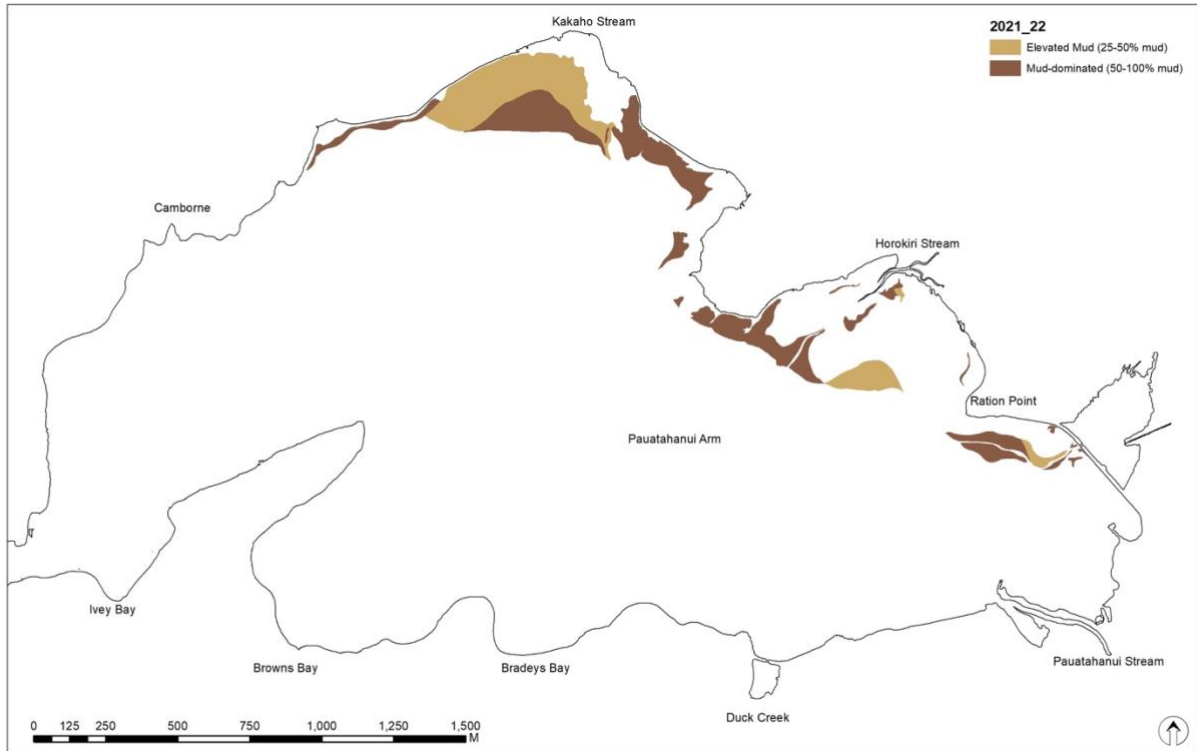 Kakaho Stream
2021_22
Elevated Mud (25-50% mud)
Mud-dominated (50-100% mud)
Camborne
Horokiri Stream
Ration Point
Pauatahanui Arm
Ivey Bay
Browns Bay
Bradeys Bay
Pauatahanui Stream
Duck Creek
0 125 250 500 750 1,000 1,250 1,500
M